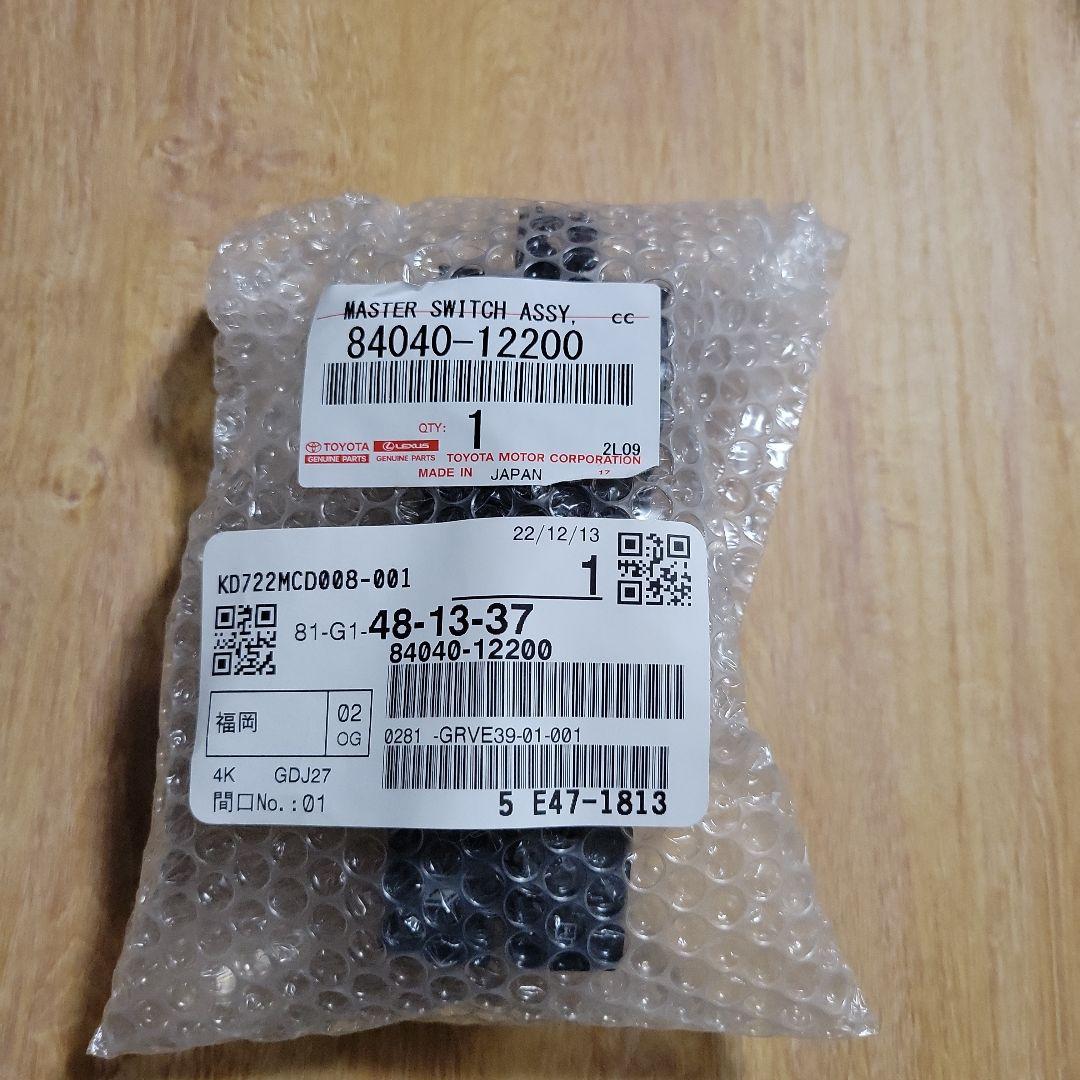 MASTER SWITCH ASSY, CC
84040-12200
QTY: 1
2L09
TOYOTA LEXUS
GENUINE PARTS GENUINE PARTS TOYOTA MOTOR CORPORATION
MADE IN JAPAN 17
22/12/13
KD722MCD008-001 1
81-G1-48-13-37
84040-12200
福岡 02
OG
0281 -GRVE39-01-001
4K GDJ27
間口No.:01
5 E47-1813